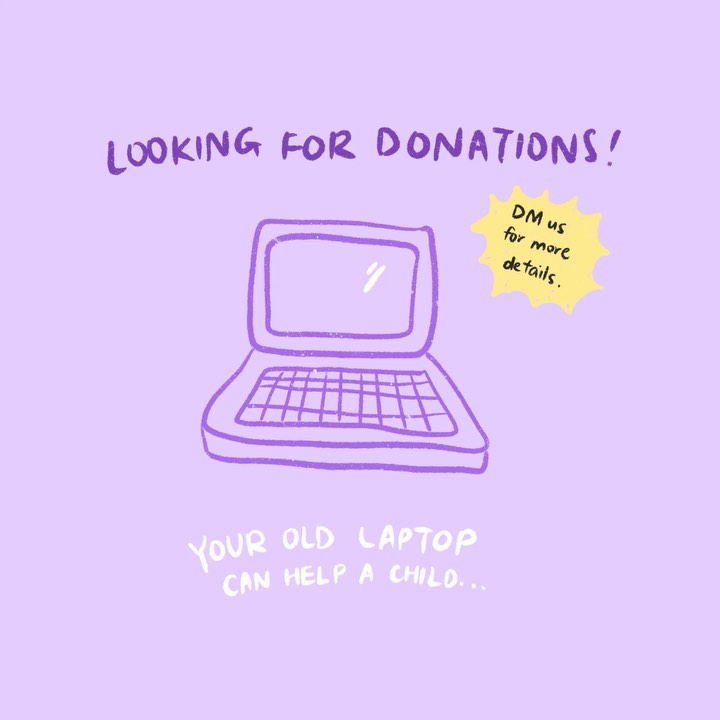 LOOKING FOR DONATIONS!
DM us
for more
details.
YOUR OLD LAPTOP
CAN HELP A CHILD...